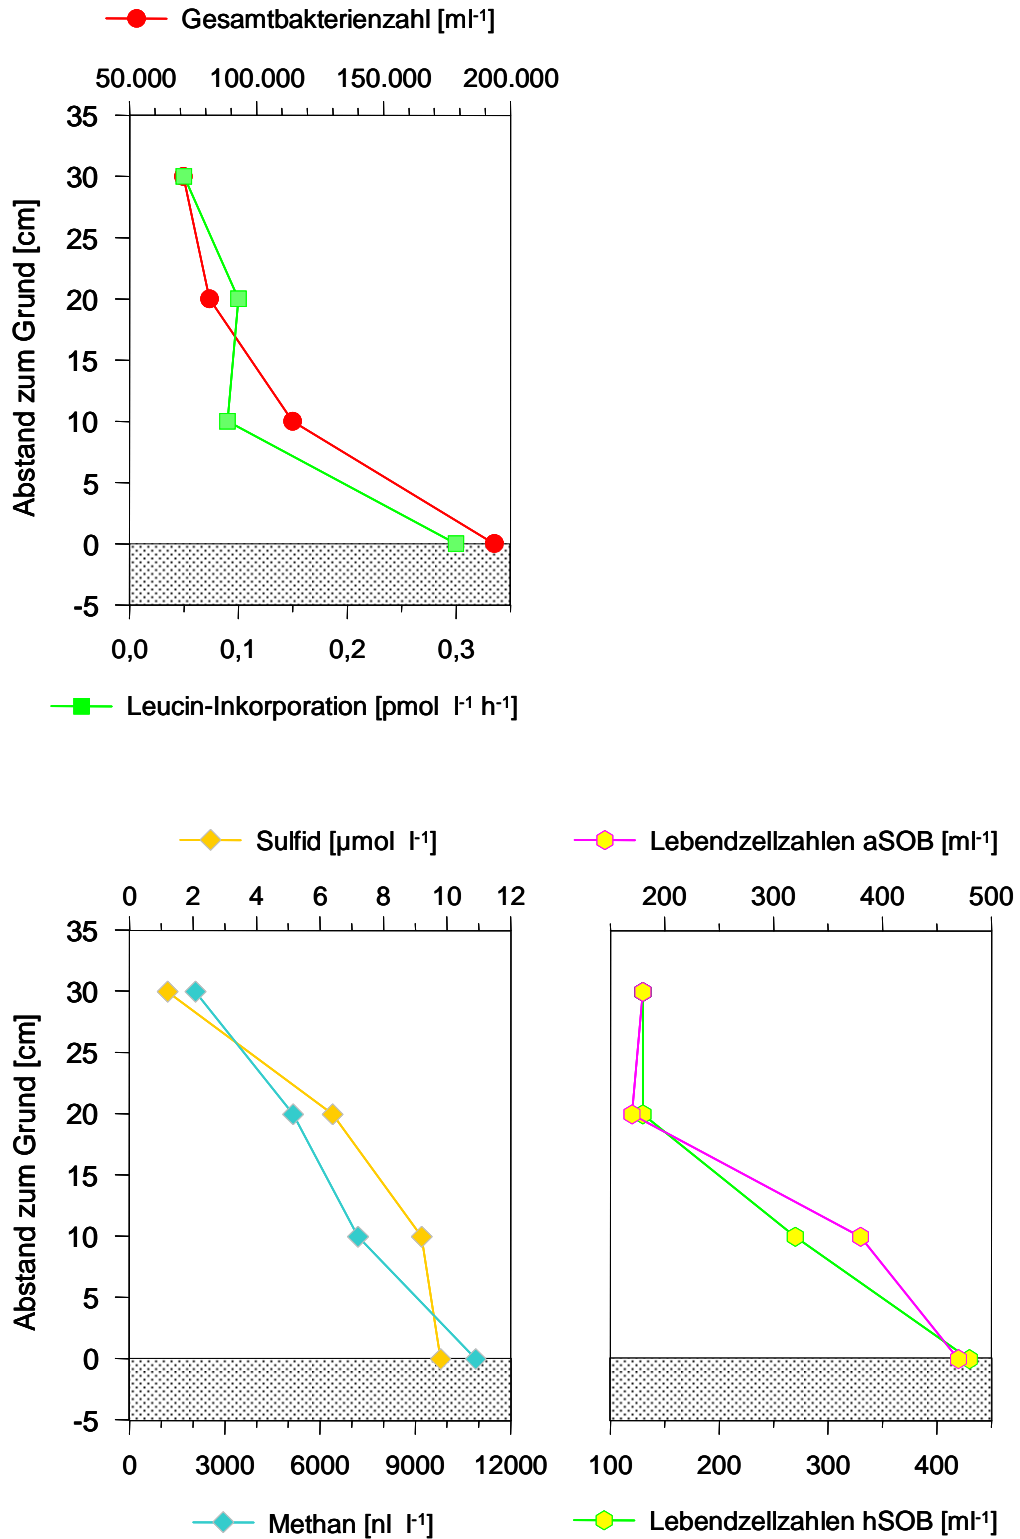 Gesamtbakterienzahl [ml⁻¹]
50.000 100.000 150.000 200.000
35
30
25
20
15
10
5
0
-5
Abstand zum Grund [cm]
0,0 0,1 0,2 0,3
Leucin-Inkorporation [pmol l⁻¹ h⁻¹]
Sulfid [µmol l⁻¹]
0 2 4 6 8 10 12
35
30
25
20
15
10
5
0
-5
Abstand zum Grund [cm]
0 3000 6000 9000 12000
Methan [nl l⁻¹]
Lebendzellzahlen aSOB [ml⁻¹]
200 300 400 500
100 200 300 400
Lebendzellzahlen hSOB [ml⁻¹]